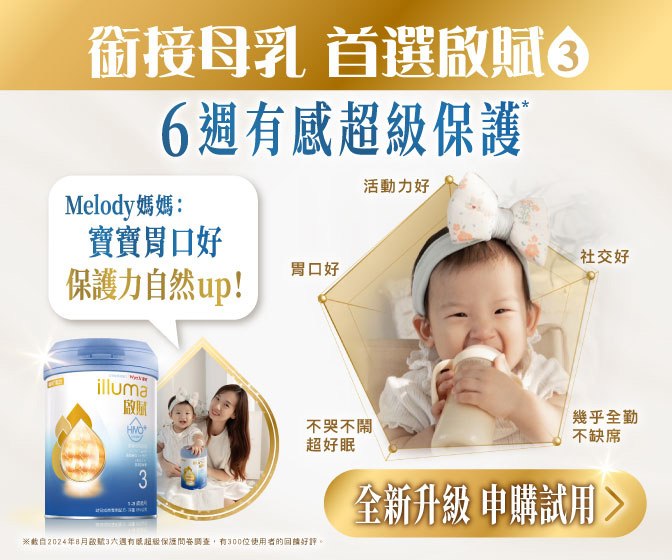 銜接母乳 首選啟賦3
6週有感超級保護*
Melody媽媽：
寶寶胃口好
保護力自然up！
活動力好
胃口好
社交好
不哭不鬧
超好眠
幾乎全勤
不缺席
illuma
啟賦
HMO
3
全新升級 申購試用
※截自2024年8月啟賦3六週有感超級保護問卷調查，有300位使用者的回饋好評。